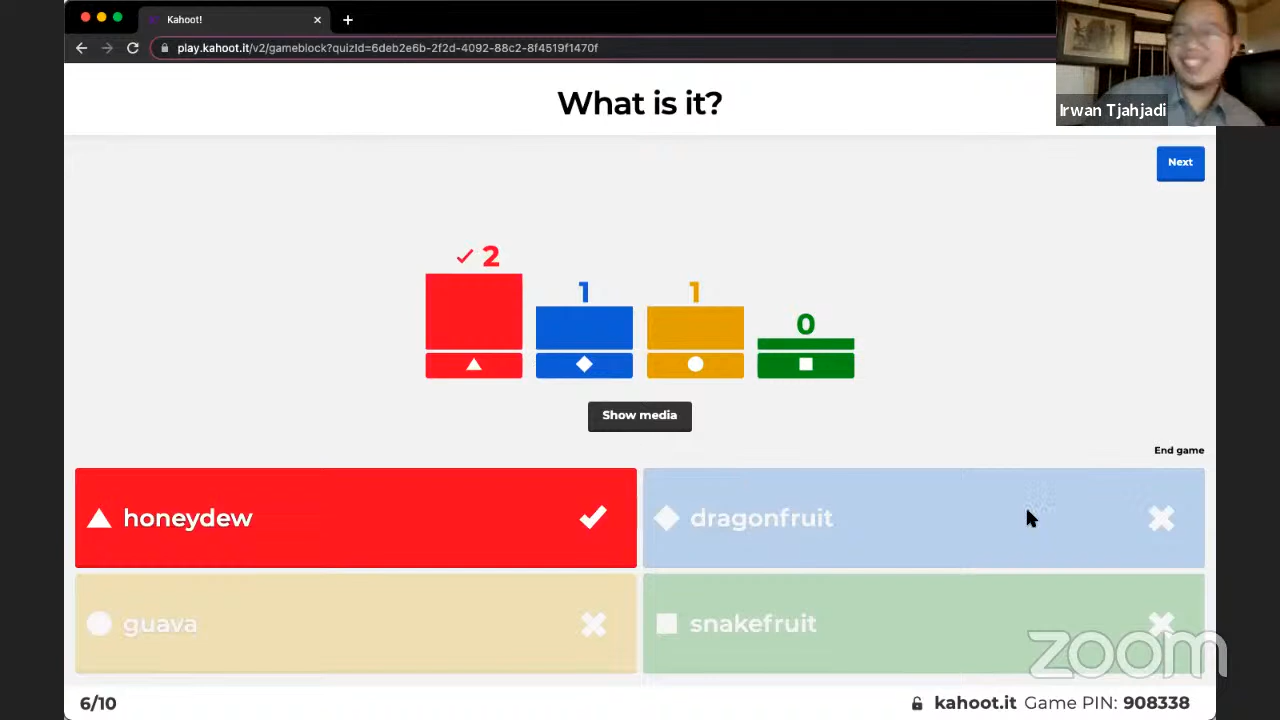 Kahoot!
play.kahoot.it/v2/gameblock?quizId=6deb2e6b-2f2d-4092-88c2-8f4519f1470f
What is it?
Irwan Tjahjadi
Next
2
1
1
0
Show media
End game
honeydew
dragonfruit
guava
snakefruit
zoom
6/10
kahoot.it Game PIN: 908338